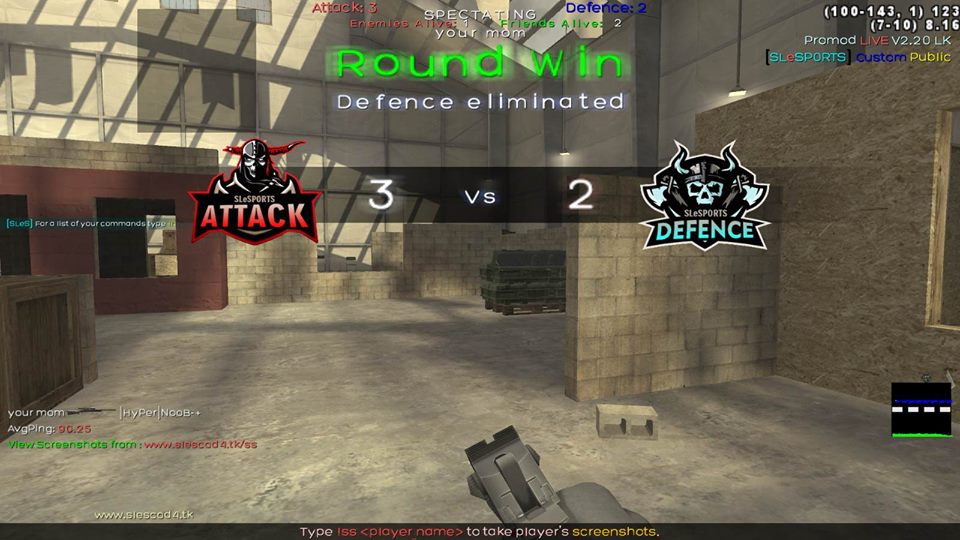 Attack: 3
SPECTATING
Defence: 2
Enemies Alive: 1
Friends Alive: 2
your mom
(100-143, 1) 123
(7-10) 8.16
Promod LIVE V2.20 LK
[SLeSPORTS] Custom Public
Round Win
Defence eliminated
SLeSPORTS
ATTACK
3 Vs 2
SLeSPORTS
DEFENCE
[SLeS] For a list of your commands type
your mom |HyPer|NooB-+
AvgPing: 90.25
View Screenshots from : www.slescod4.tk/ss
www.slescod4.tk
Type !ss <player name> to take player's screenshots.